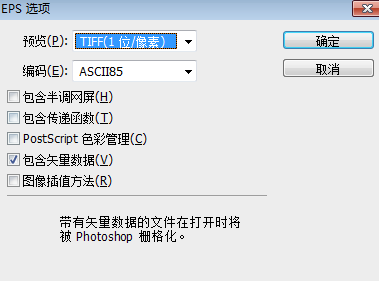 EPS 选项
预览(P): TIFF(1 位/像素) 确定
编码(E): ASCII85 取消
包含半调网屏(H)
包含传递函数(T)
PostScript 色彩管理(C)
包含矢量数据(V)
图像插值方法(R)
带有矢量数据的文件在打开时将
被 Photoshop 栅格化。